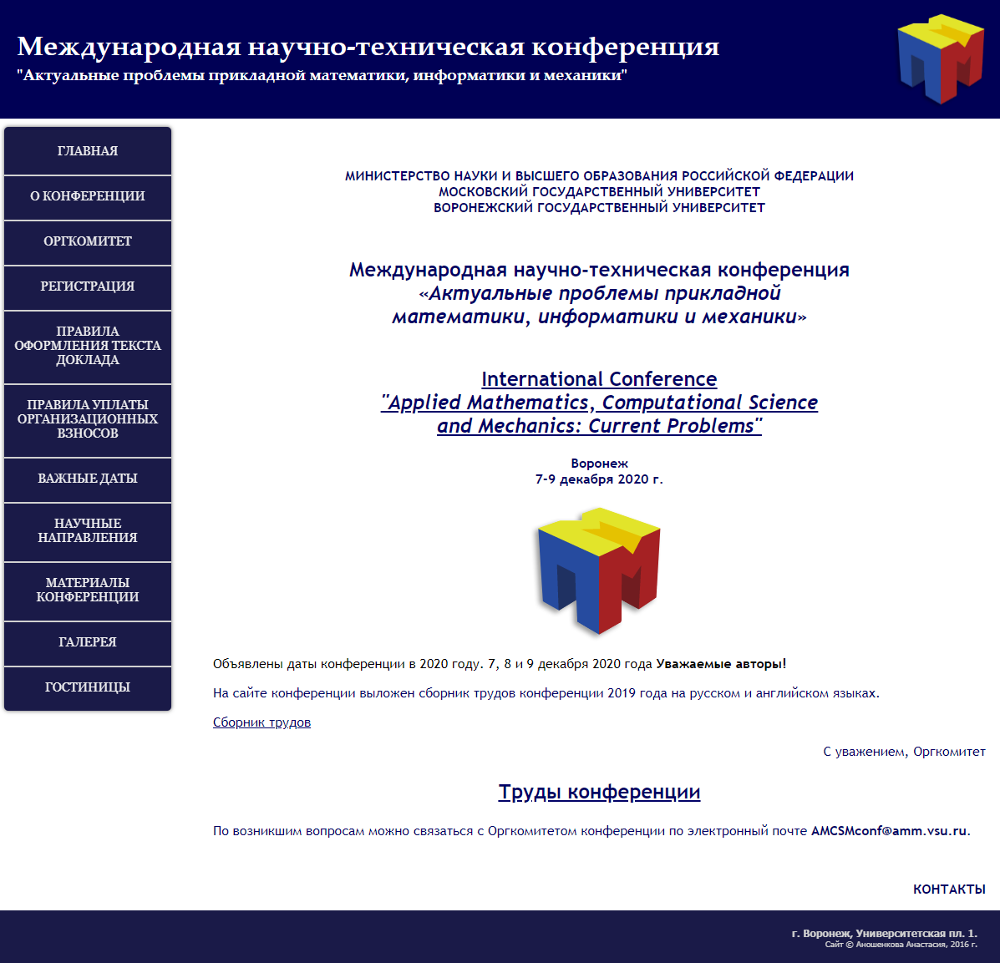 Международная научно-техническая конференция
"Актуальные проблемы прикладной математики, информатики и механики"
ГЛАВНАЯ
О КОНФЕРЕНЦИИ
ОРГКОМИТЕТ
РЕГИСТРАЦИЯ
ПРАВИЛА
ОФОРМЛЕНИЯ ТЕКСТА
ДОКЛАДА
ПРАВИЛА УПЛАТЫ
ОРГАНИЗАЦИОННЫХ
ВЗНОСОВ
ВАЖНЫЕ ДАТЫ
НАУЧНЫЕ
НАПРАВЛЕНИЯ
МАТЕРИАЛЫ
КОНФЕРЕНЦИИ
ГАЛЕРЕЯ
ГОСТИНИЦЫ
МИНИСТЕРСТВО НАУКИ И ВЫСШЕГО ОБРАЗОВАНИЯ РОССИЙСКОЙ ФЕДЕРАЦИИ
МОСКОВСКИЙ ГОСУДАРСТВЕННЫЙ УНИВЕРСИТЕТ
ВОРОНЕЖСКИЙ ГОСУДАРСТВЕННЫЙ УНИВЕРСИТЕТ
Международная научно-техническая конференция
«Актуальные проблемы прикладной
математики, информатики и механики»
International Conference
"Applied Mathematics, Computational Science
and Mechanics: Current Problems"
Воронеж
7-9 декабря 2020 г.
Объявлены даты конференции в 2020 году. 7, 8 и 9 декабря 2020 года Уважаемые авторы!
На сайте конференции выложен сборник трудов конференции 2019 года на русском и английском языках.
Сборник трудов
С уважением, Оргкомитет
Труды конференции
По возникшим вопросам можно связаться с Оргкомитетом конференции по электронный почте AMCSMconf@amm.vsu.ru.
КОНТАКТЫ
г. Воронеж, Университетская пл. 1.
Сайт © Аношенкова Анастасия, 2016 г.